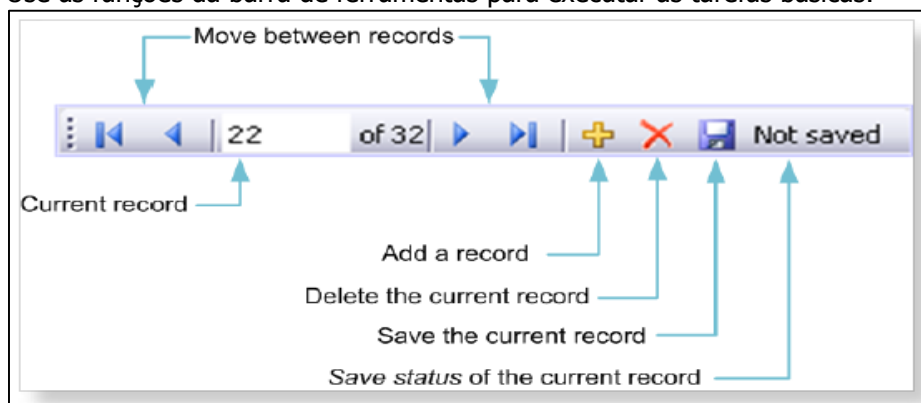 Use as funções da barra de ferramentas para executar as tarefas básicas.
Move between records
22 of 32 Not saved
Current record
Add a record
Delete the current record
Save the current record
Save status of the current record